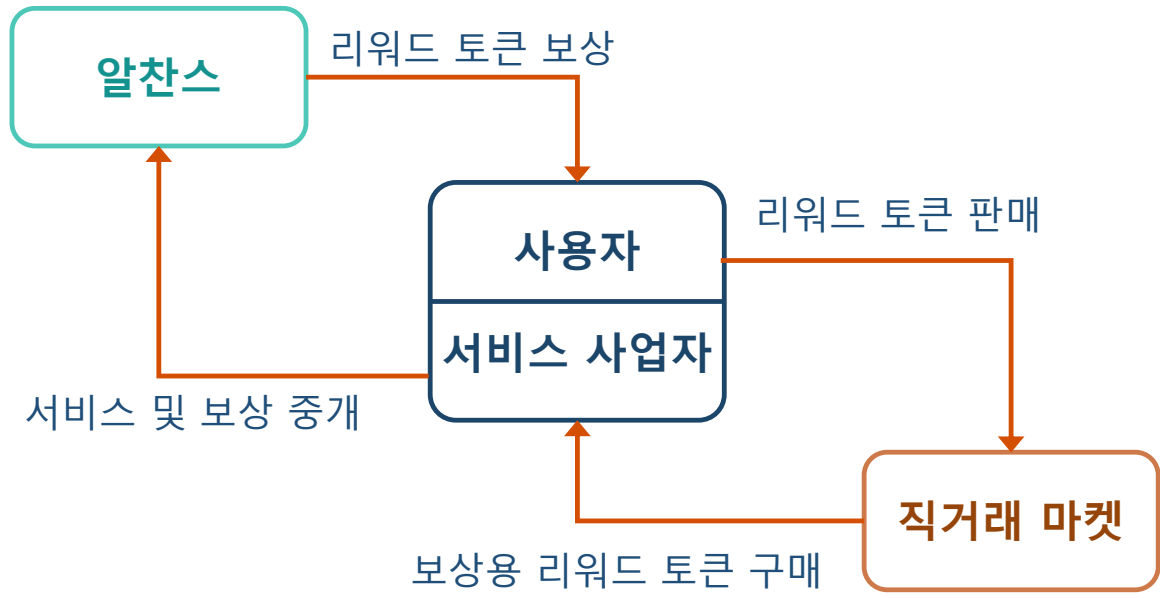 리워드 토큰 보상
알찬스
리워드 토큰 판매
사용자
서비스 사업자
서비스 및 보상 중개
직거래 마켓
보상용 리워드 토큰 구매